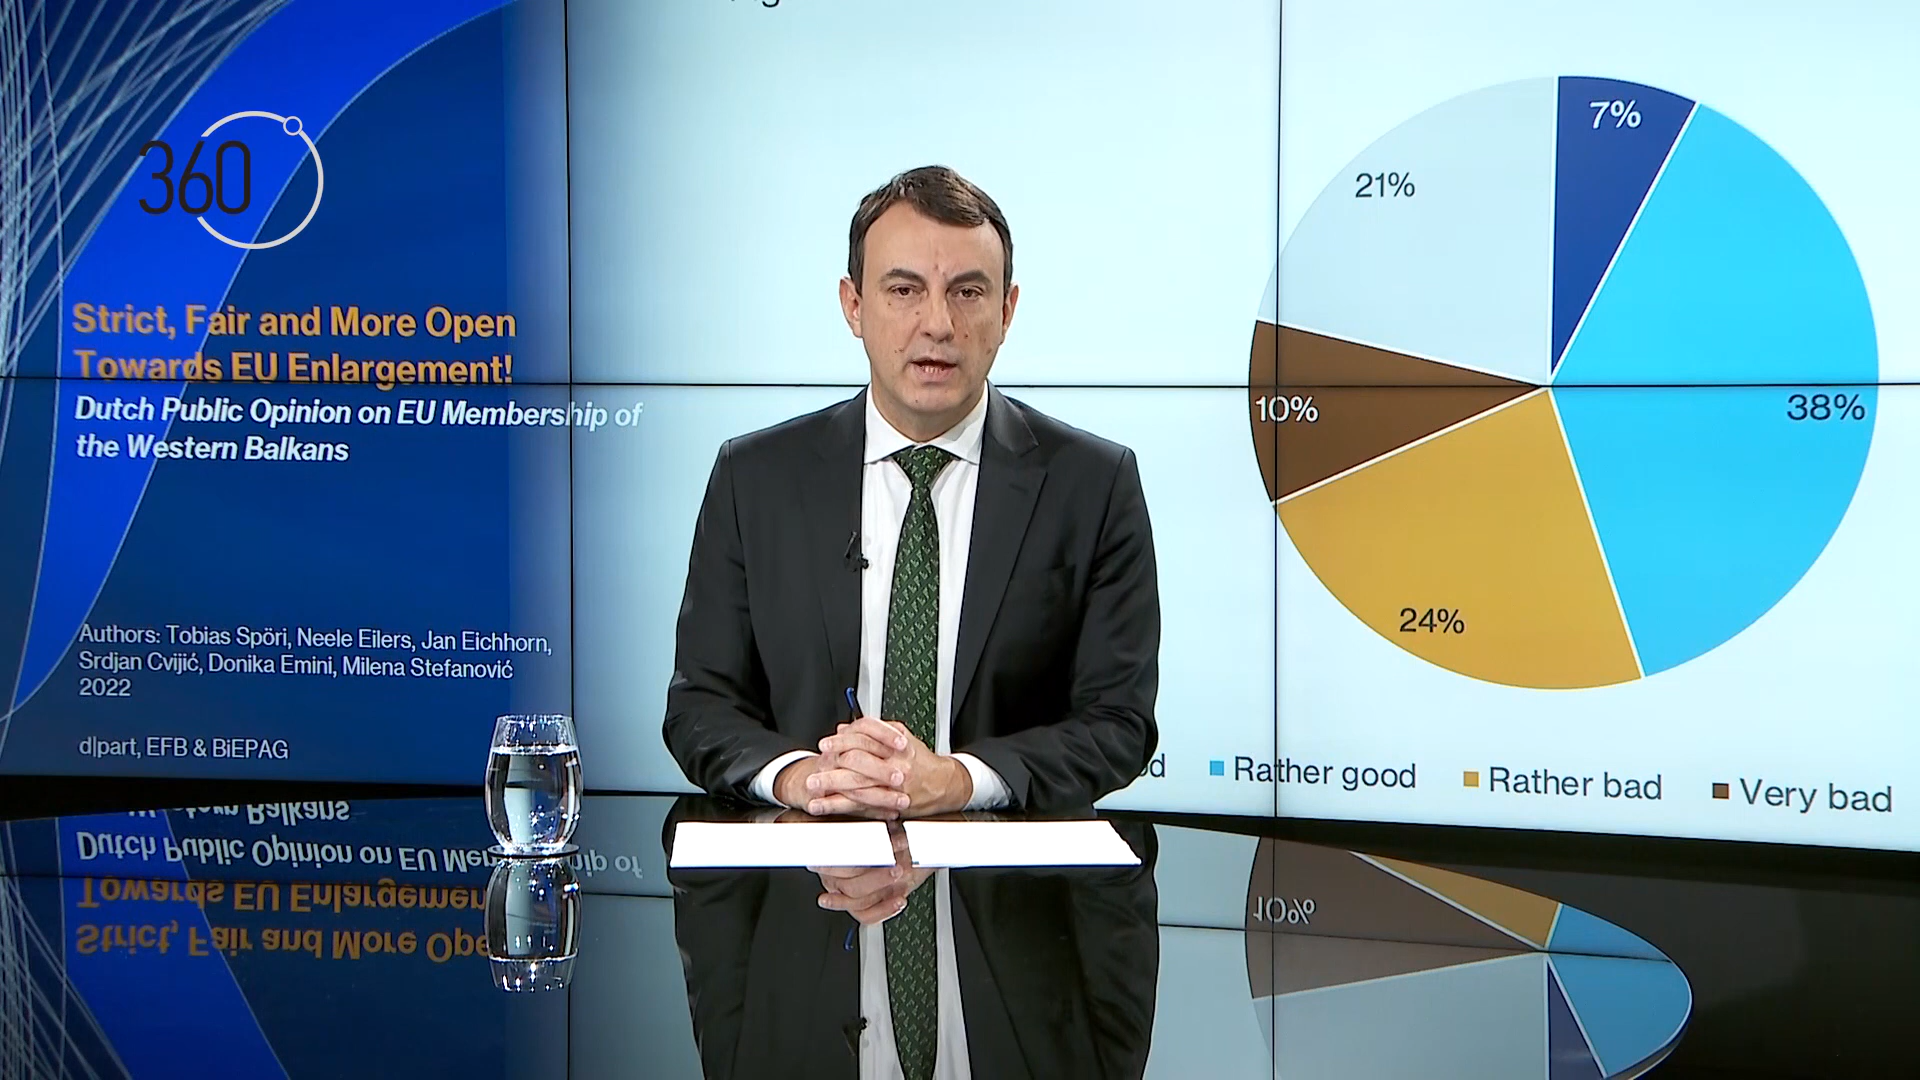 360
Strict, Fair and More Open
Towards EU Enlargement!
Dutch Public Opinion on EU Membership of
the Western Balkans
Authors: Tobias Spöri, Neele Eilers, Jan Eichhorn,
Srdjan Cvijić, Donika Emini, Milena Stefanović
2022
d|part, EFB & BiEPAG
7%
21%
38%
10%
24%
Rather good
Rather bad
Very bad